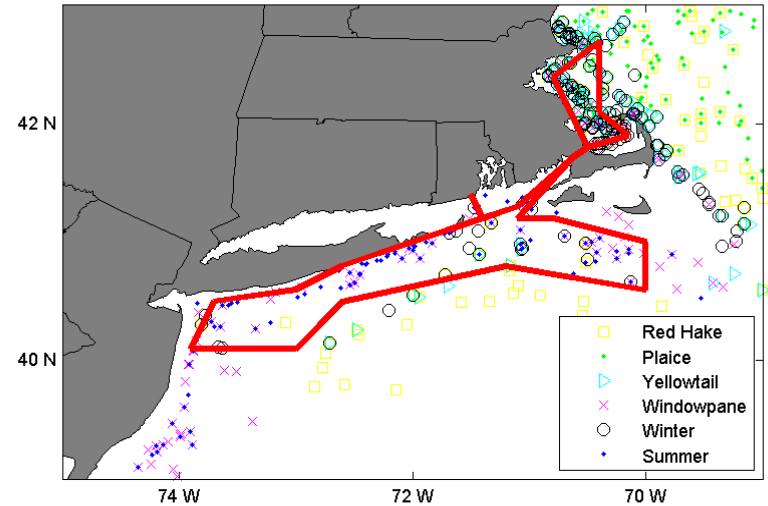 42 N
40 N
Red Hake
Plaice
Yellowtail
Windowpane
Winter
Summer
74 W
72 W
70 W